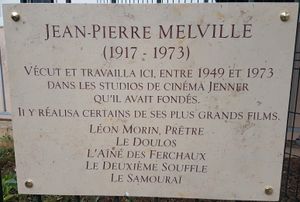 JEAN-PIERRE MELVILLE
(1917 - 1973)
VÉCUT ET TRAVAILLA ICI, ENTRE 1949 ET 1973
DANS LES STUDIOS DE CINÉMA JENNER
QU'IL AVAIT FONDÉS.
IL Y RÉALISA CERTAINS DE SES PLUS GRANDS FILMS.
LÉON MORIN, PRÊTRE
LE DOULOS
L'AÎNÉ DES FERCHAUX
LE DEUXIÈME SOUFFLE
LE SAMOURAÏ